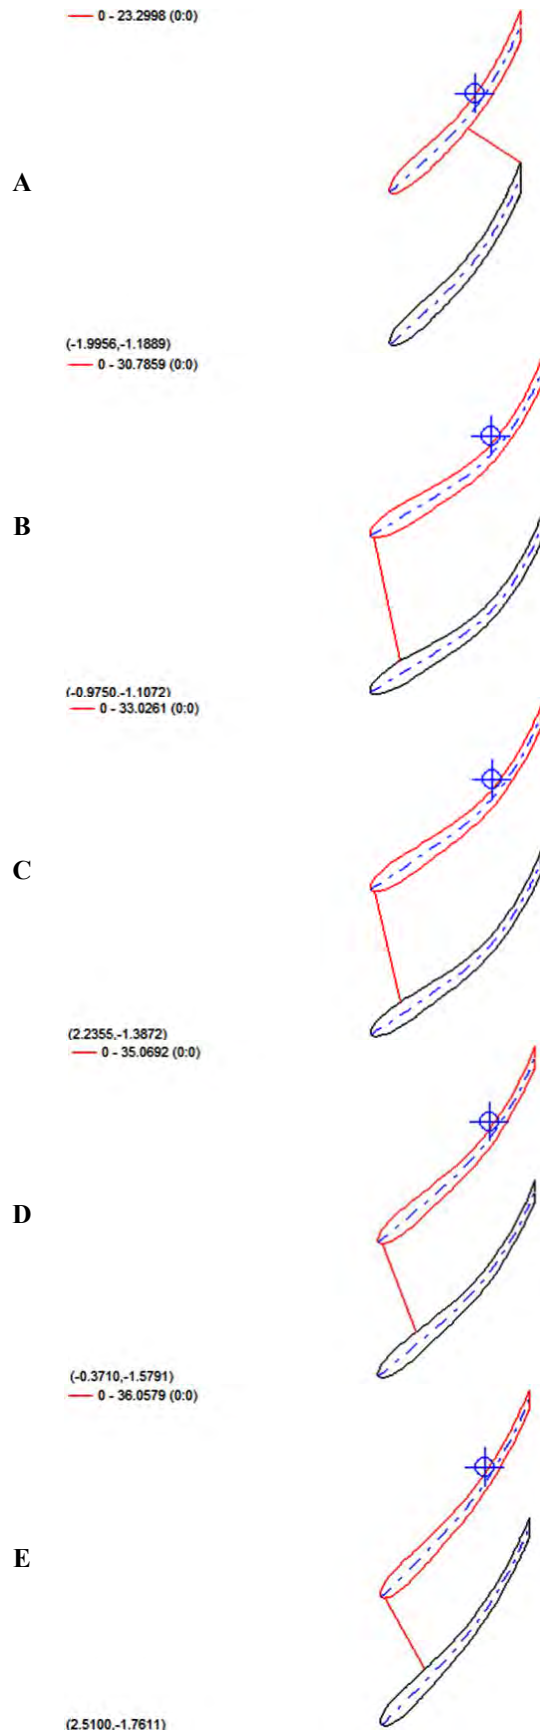 0 - 23.2998 (0:0)
A
(-1.9956,-1.1889)
0 - 30.7859 (0:0)
B
(-0.9750,-1.1072)
0 - 33.0261 (0:0)
C
(2.2355,-1.3872)
0 - 35.0692 (0:0)
D
(-0.3710,-1.5791)
0 - 36.0579 (0:0)
E
(2.5100,-1.7611)